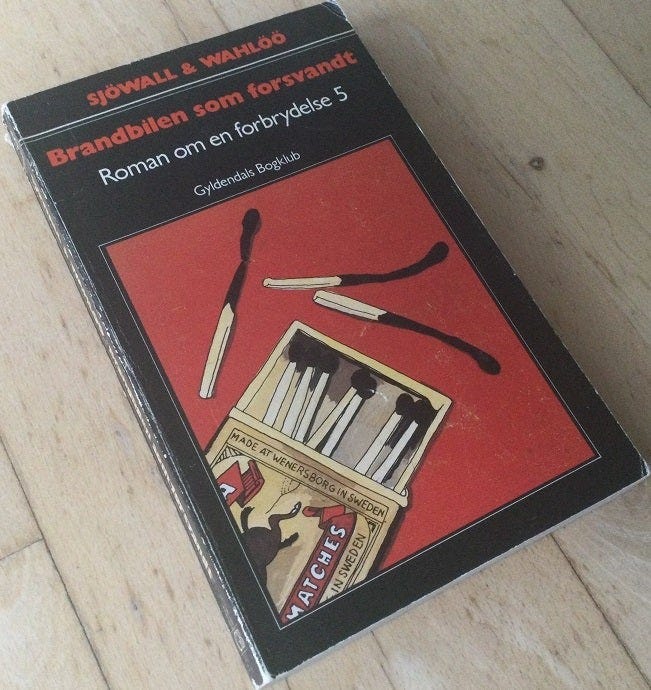 SJÖWALL & WAHLÖÖ
Brandbilen som forsvandt
Roman om en forbrydelse 5
Gyldendals Bogklub
MADE AT WENERSBORG IN SWEDEN
A
MATCHES
IN SWEDEN